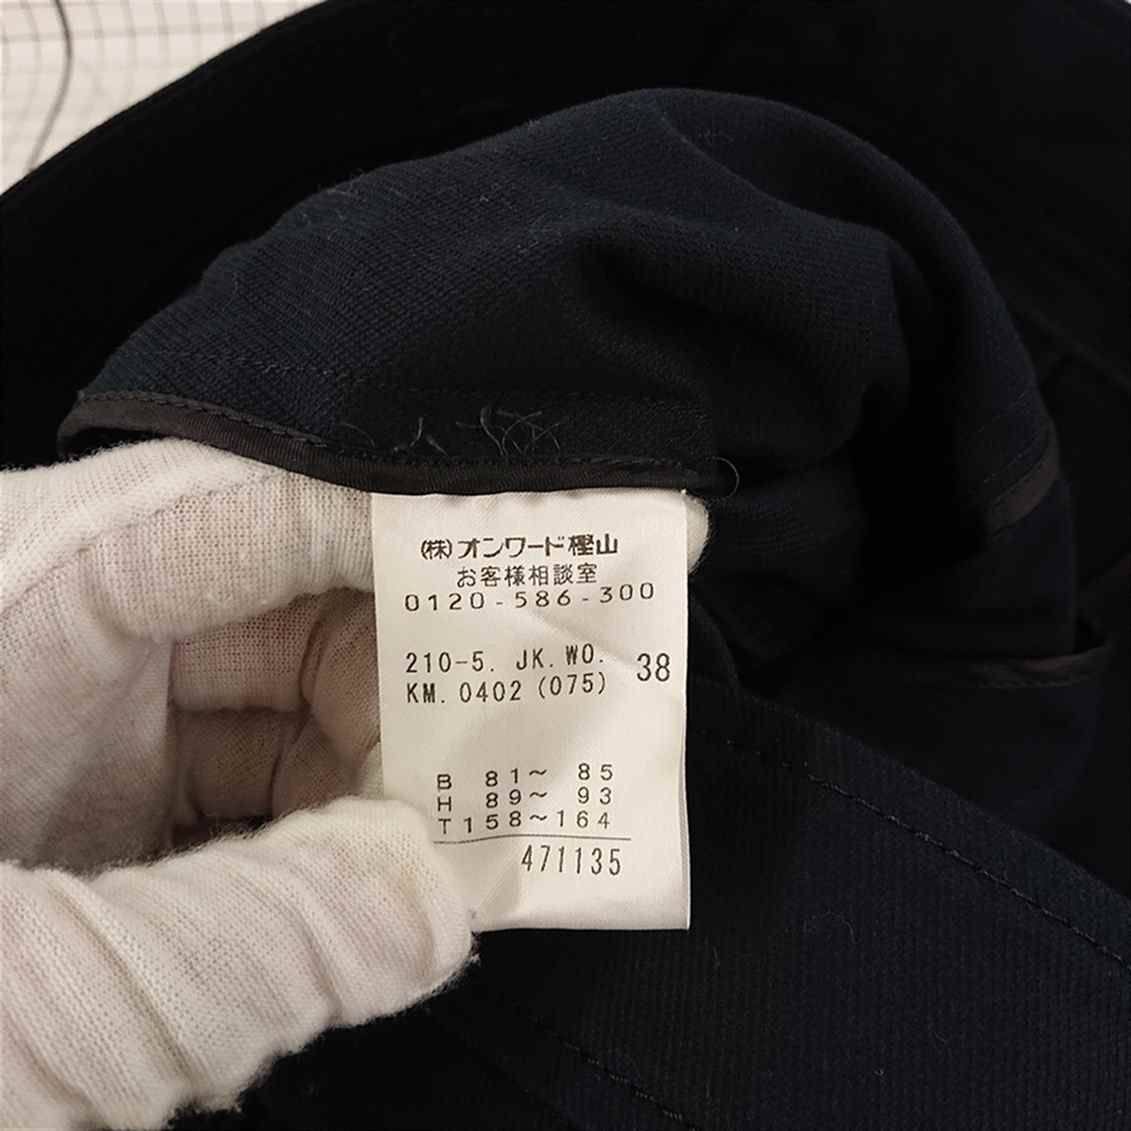 (株)オンワード樫山
お客様相談室
0120-586-300
210-5. JK. WO. 38
KM. 0402 (075)
B 81~ 85
H 89~ 93
T158~164
471135